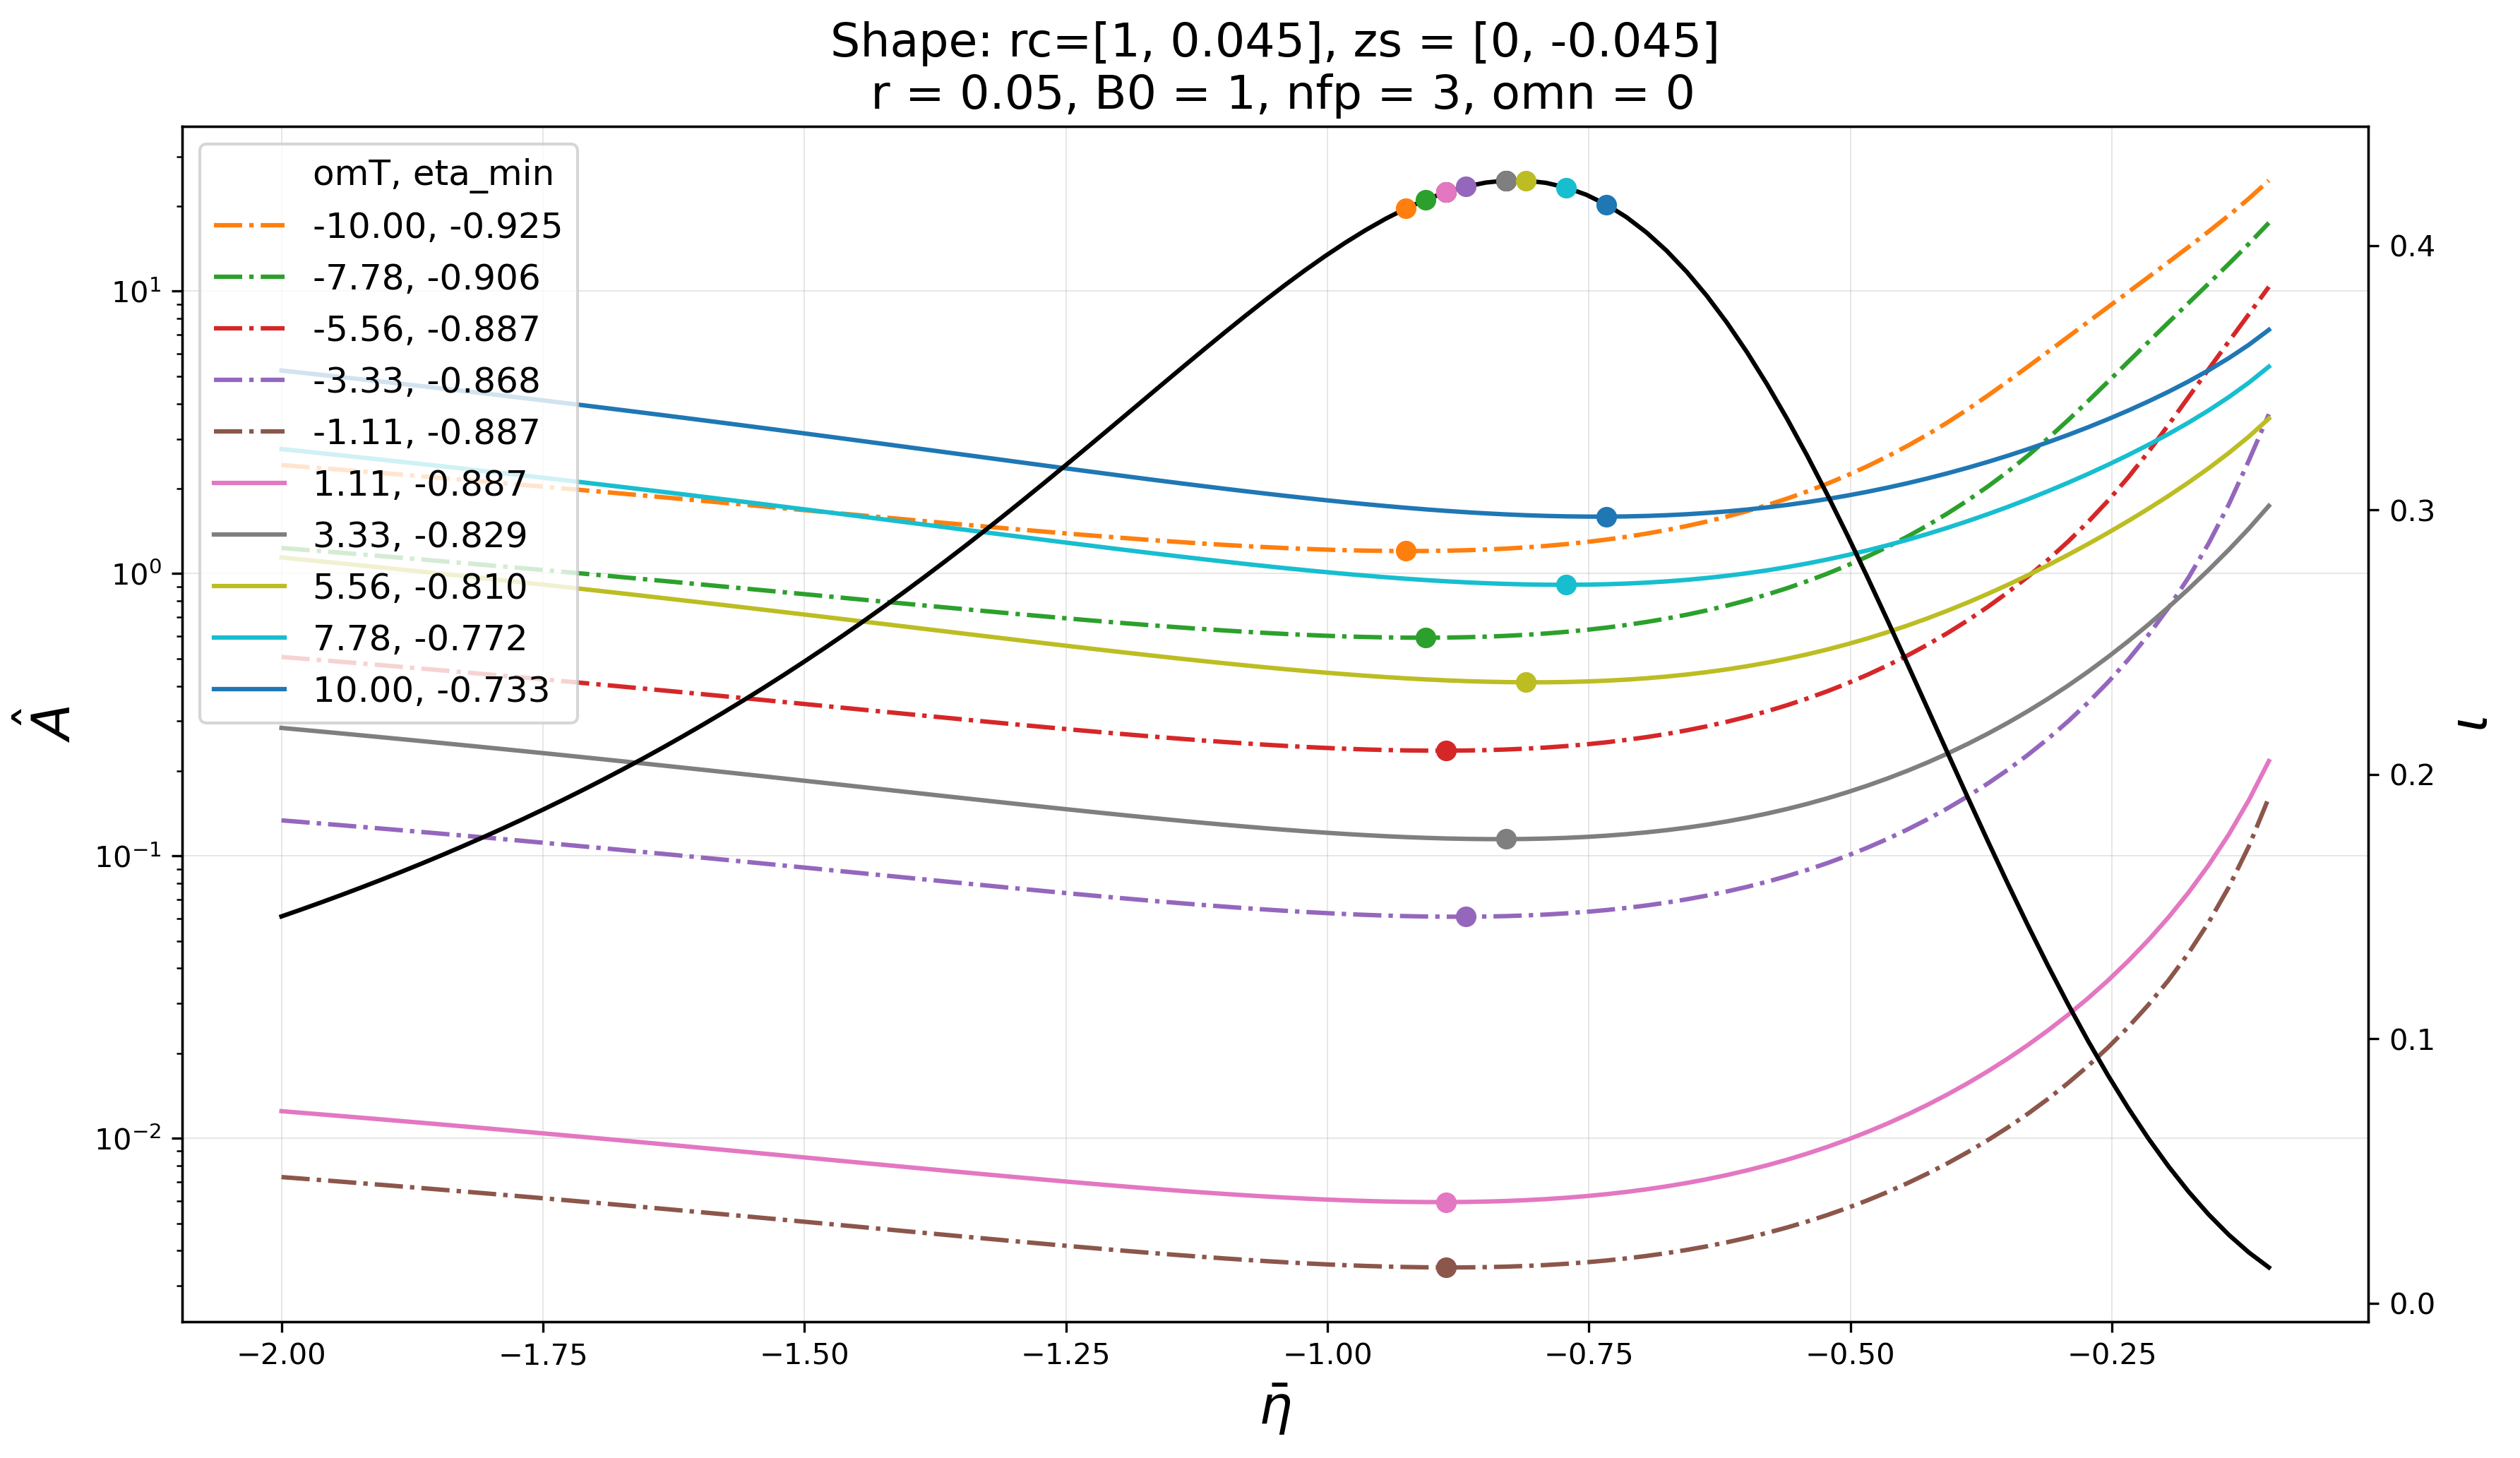 Shape: rc=[1, 0.045], zs = [0, -0.045]
r = 0.05, B0 = 1, nfp = 3, omn = 0
omT, eta_min
-10.00, -0.925
-7.78, -0.906
-5.56, -0.887
-3.33, -0.868
-1.11, -0.887
1.11, -0.887
3.33, -0.829
5.56, -0.810
7.78, -0.772
10.00, -0.733
10¹
10⁰
10⁻¹
10⁻²
Â
0.4
0.3
0.2
0.1
0.0
ι
−2.00 −1.75 −1.50 −1.25 −1.00 −0.75 −0.50 −0.25
η̄